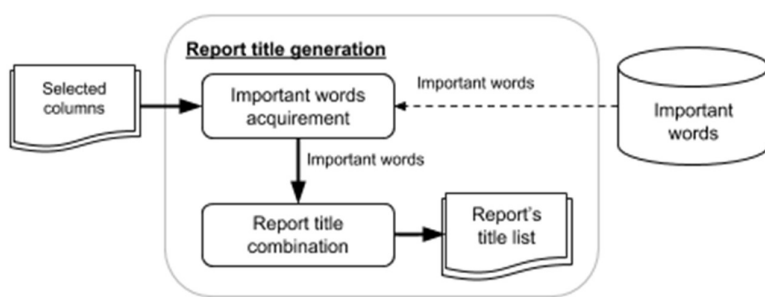 Report title generation
Selected
columns
Important words
acquirement
Important words
Important
words
Important words
Report title
combination
Report's
title list